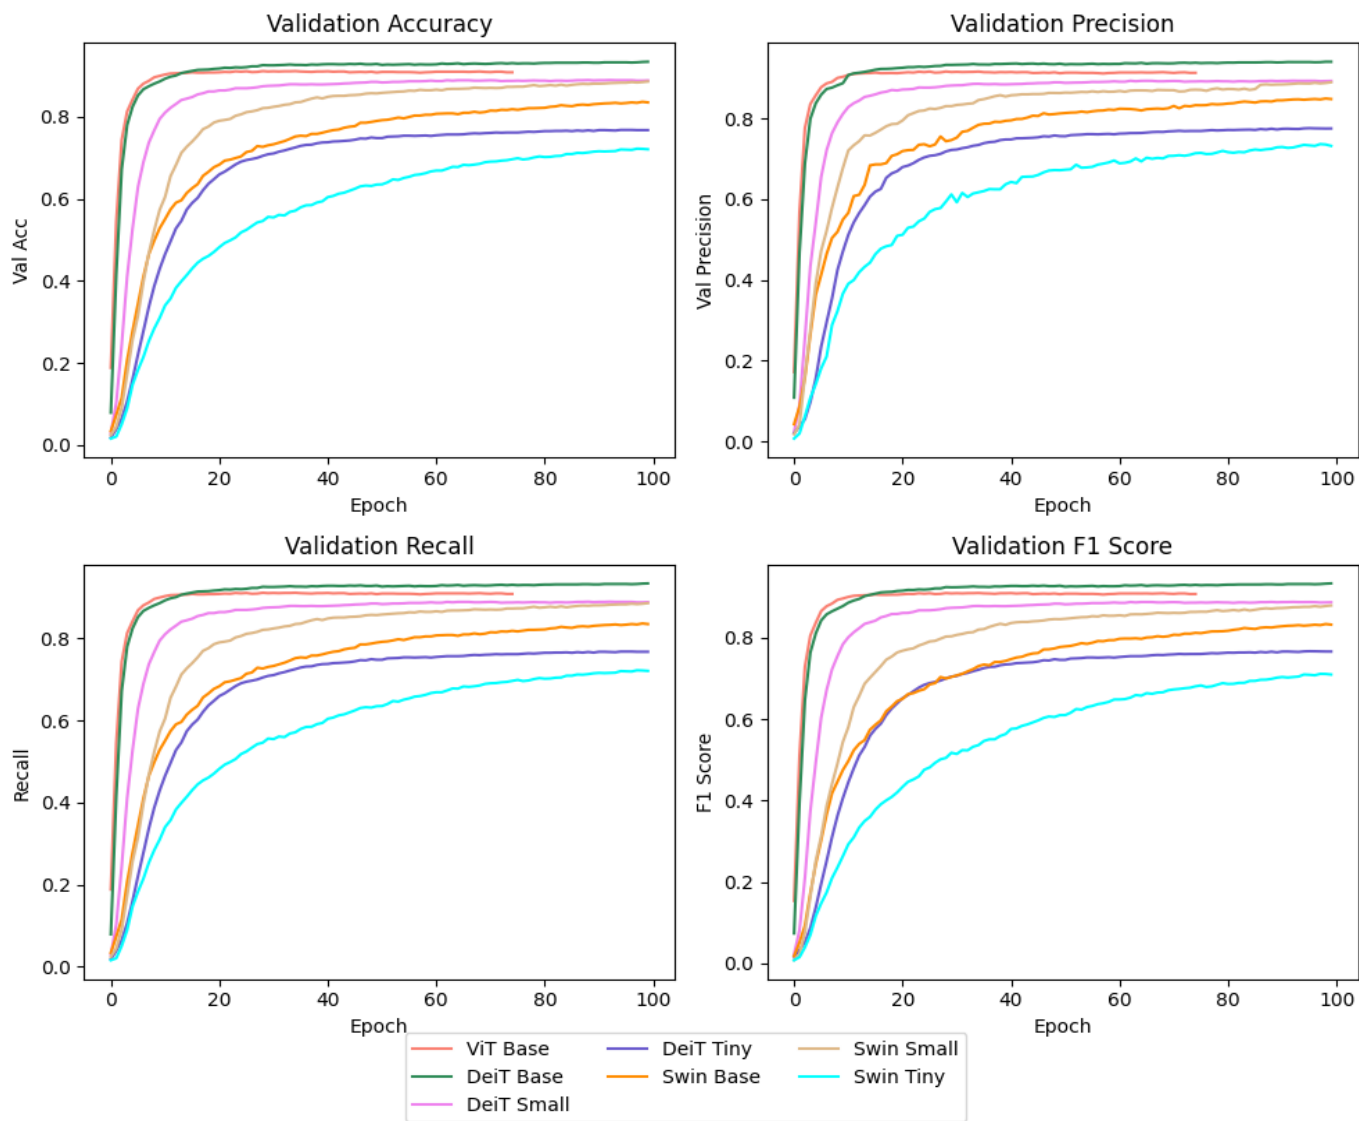 Validation Accuracy
Validation Precision
Val Acc
0.8
0.6
0.4
0.2
0.0
0 20 40 60 80 100
Epoch
Val Precision
0.8
0.6
0.4
0.2
0.0
0 20 40 60 80 100
Epoch
Validation Recall
Validation F1 Score
Recall
0.8
0.6
0.4
0.2
0.0
0 20 40 60 80 100
Epoch
F1 Score
0.8
0.6
0.4
0.2
0.0
0 20 40 60 80 100
Epoch
ViT Base
DeiT Base
DeiT Small
DeiT Tiny
Swin Base
Swin Small
Swin Tiny